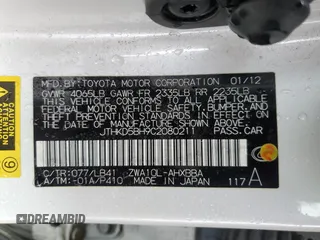 MFD. BY: TOYOTA MOTOR CORPORATION 01/12
GVWR 4065LB GAWR FR 2335LB RR 2235LB
THIS VEHICLE CONFORMS TO ALL APPLICABLE
FEDERAL MOTOR VEHICLE SAFETY, BUMPER, AND
THEFT PREVENTION STANDARDS IN EFFECT ON
THE DATE OF MANUFACTURE SHOWN ABOVE.
JTHKD5BH9C2080211 PASS. CAR
C/TR:077/LB41 ZWA10L-AHXBBA
A/TM:-01A/P410 MADE IN JAPAN 117 A
DREAMBID